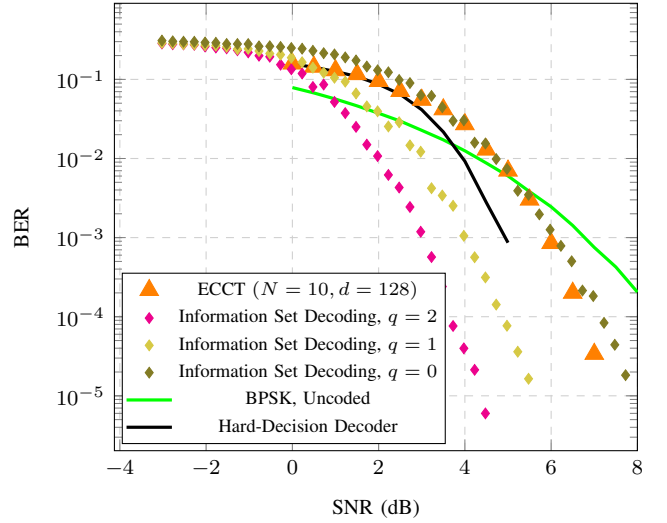 10⁻¹
10⁻²
10⁻³
10⁻⁴
10⁻⁵
BER
ECCT (N = 10, d = 128)
Information Set Decoding, q = 2
Information Set Decoding, q = 1
Information Set Decoding, q = 0
BPSK, Uncoded
Hard-Decision Decoder
−4 −2 0 2 4 6 8
SNR (dB)